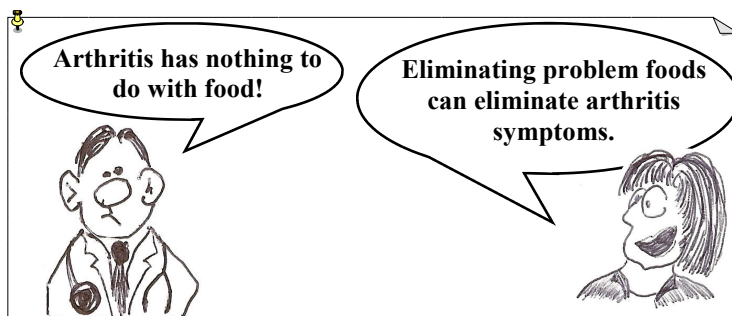 Arthritis has nothing to
do with food!
Eliminating problem foods
can eliminate arthritis
symptoms.